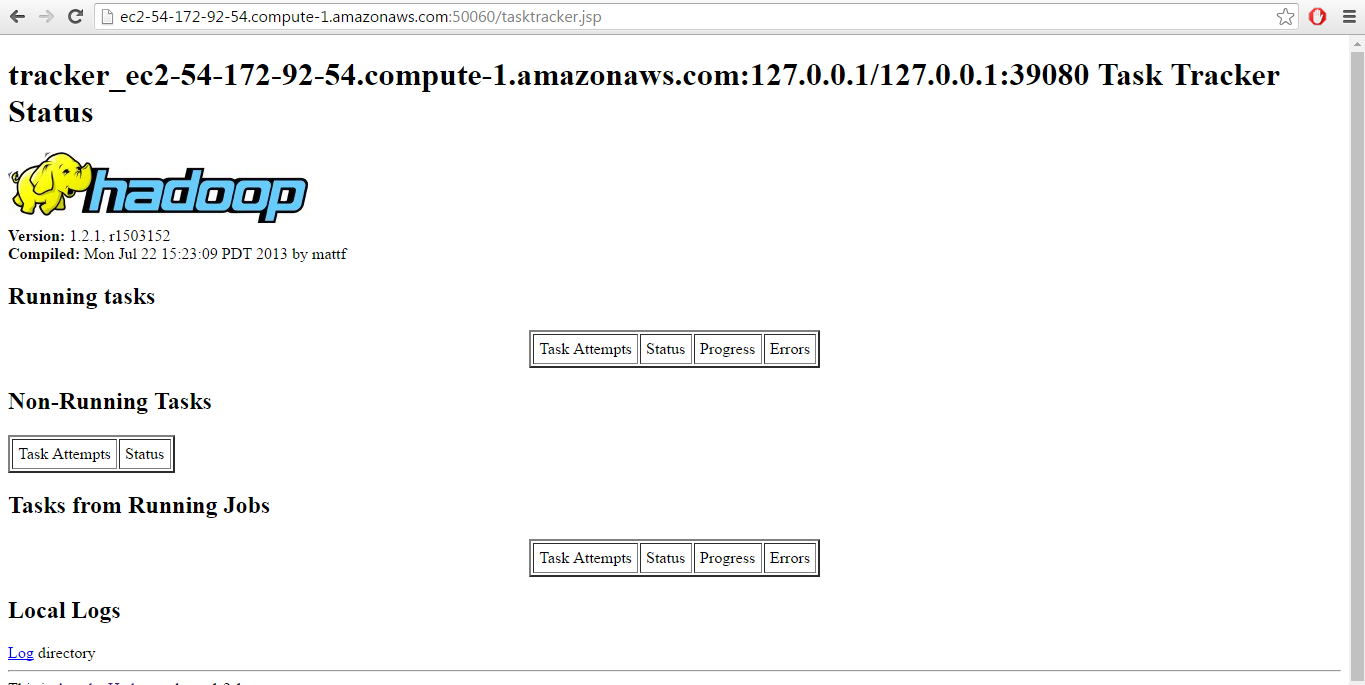 ec2-54-172-92-54.compute-1.amazonaws.com:50060/tasktracker.jsp
tracker_ec2-54-172-92-54.compute-1.amazonaws.com:127.0.0.1/127.0.0.1:39080 Task Tracker
Status
hadoop
Version: 1.2.1, r1503152
Compiled: Mon Jul 22 15:23:09 PDT 2013 by mattf
Running tasks
Task Attempts Status Progress Errors
Non-Running Tasks
Task Attempts Status
Tasks from Running Jobs
Task Attempts Status Progress Errors
Local Logs
Log directory